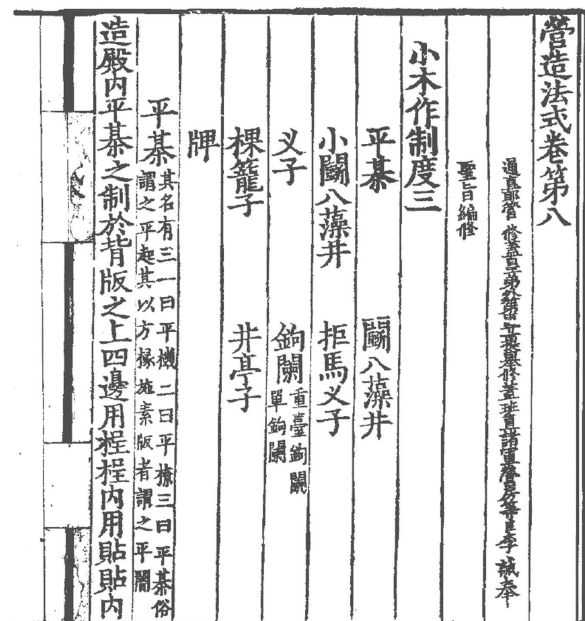 營造法式卷第八
通直郎管修蓋皇弟外第專一提舉修蓋班直諸軍營房等臣李誡奉
聖旨編修
小木作制度三
平棊 鬭八藻井
小鬭八藻井 拒馬义子
义子 鉤闌重臺鉤闌單鉤闌
棵籠子 井亭子
牌
平棊其名有三一曰平機二曰平橑三曰平棊俗謂之平起其以方椽施素版者謂之平闇
造殿內平棊之制於背版之上四邊用桯桯內用貼貼內